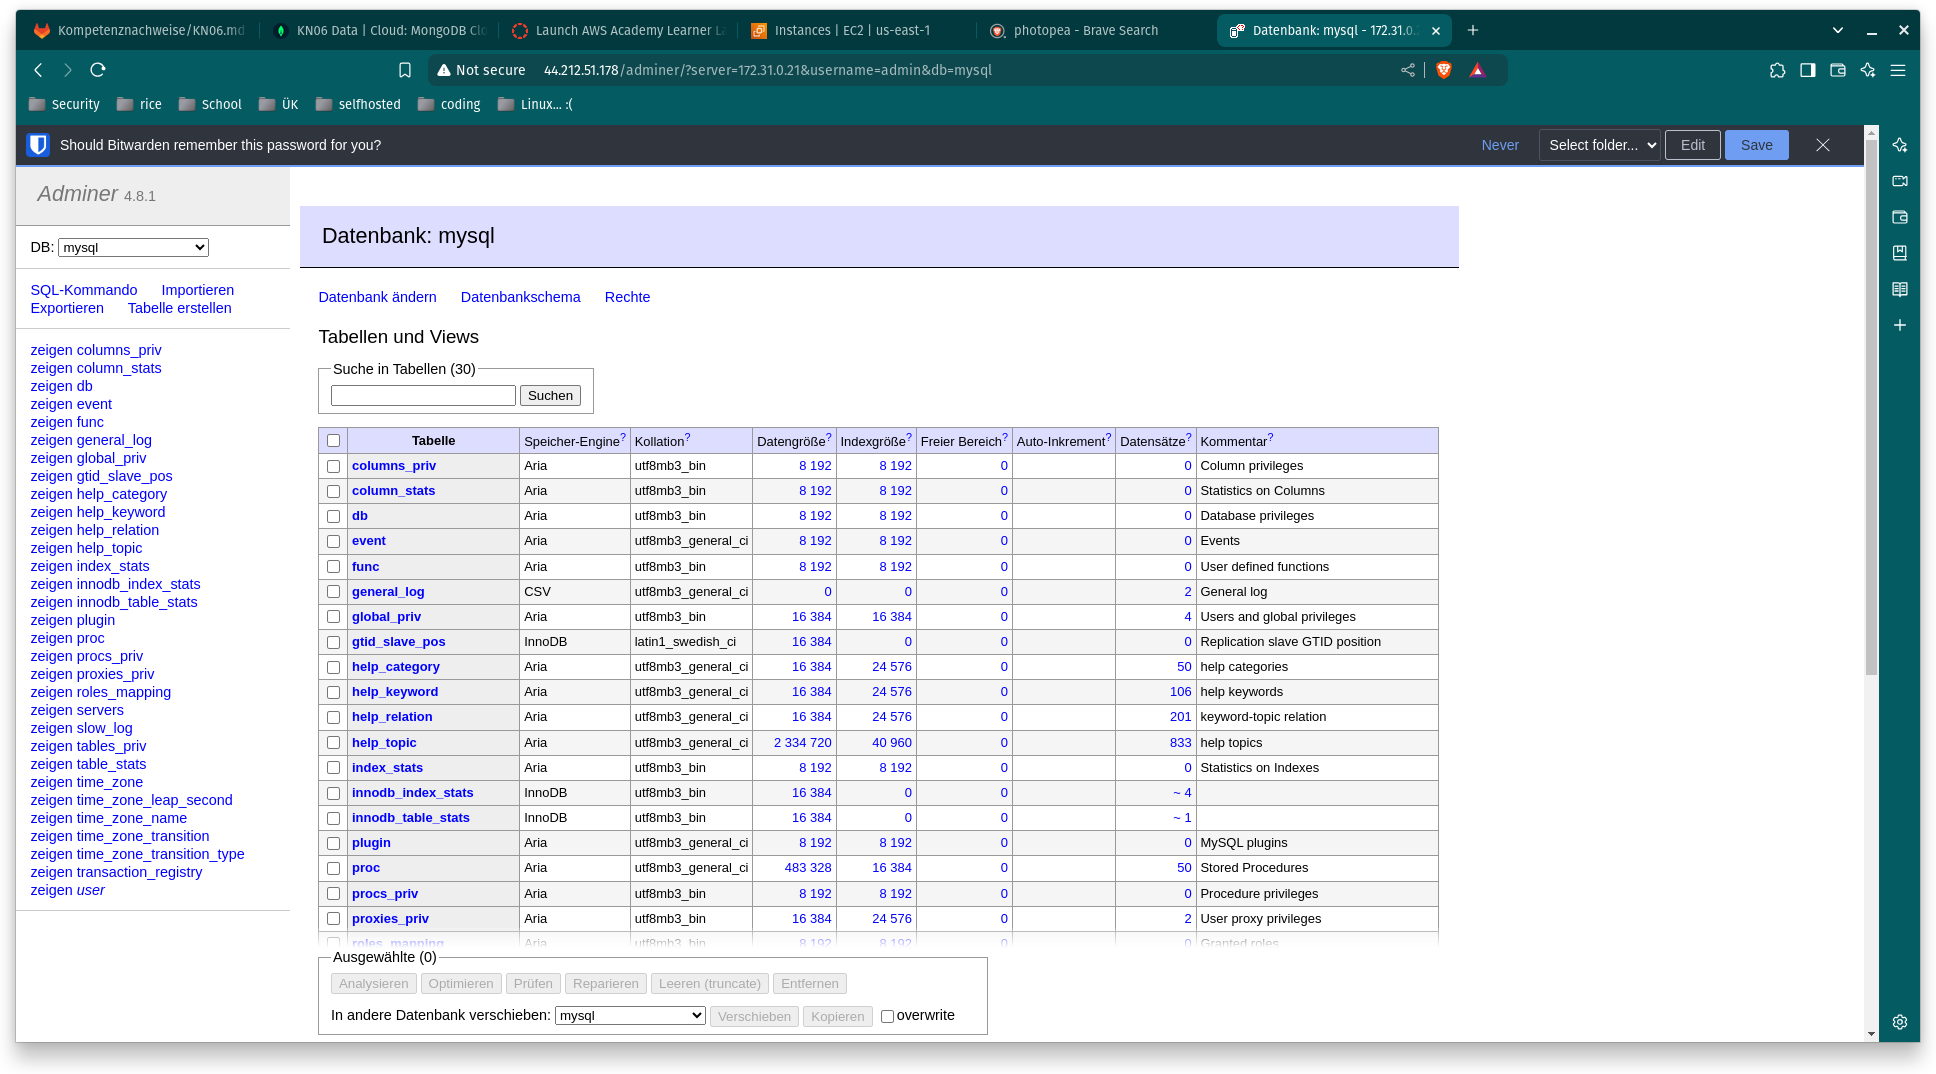 Kompetenznachweise/KN06.md
KN06 Data | Cloud: MongoDB Clo
Launch AWS Academy Learner La
Instances | EC2 | us-east-1
photopea - Brave Search
Datenbank: mysql - 172.31.0.2
Not secure 44.212.51.178/adminer/?server=172.31.0.21&username=admin&db=mysql
Security rice School ÜK selfhosted coding Linux... :(
Should Bitwarden remember this password for you? Never Select folder... Edit Save
Adminer 4.8.1
DB: mysql
SQL-Kommando Importieren
Exportieren Tabelle erstellen
zeigen columns_priv
zeigen column_stats
zeigen db
zeigen event
zeigen func
zeigen general_log
zeigen global_priv
zeigen gtid_slave_pos
zeigen help_category
zeigen help_keyword
zeigen help_relation
zeigen help_topic
zeigen index_stats
zeigen innodb_index_stats
zeigen innodb_table_stats
zeigen plugin
zeigen proc
zeigen procs_priv
zeigen proxies_priv
zeigen roles_mapping
zeigen servers
zeigen slow_log
zeigen tables_priv
zeigen table_stats
zeigen time_zone
zeigen time_zone_leap_second
zeigen time_zone_name
zeigen time_zone_transition
zeigen time_zone_transition_type
zeigen transaction_registry
zeigen user
Datenbank: mysql
Datenbank ändern Datenbankschema Rechte
Tabellen und Views
Suche in Tabellen (30)
Suchen
Tabelle Speicher-Engine? Kollation? Datengröße? Indexgröße? Freier Bereich? Auto-Inkrement? Datensätze? Kommentar?
columns_priv Aria utf8mb3_bin 8 192 8 192 0 0 Column privileges
column_stats Aria utf8mb3_bin 8 192 8 192 0 0 Statistics on Columns
db Aria utf8mb3_bin 8 192 8 192 0 0 Database privileges
event Aria utf8mb3_general_ci 8 192 8 192 0 0 Events
func Aria utf8mb3_bin 8 192 8 192 0 0 User defined functions
general_log CSV utf8mb3_general_ci 0 0 0 2 General log
global_priv Aria utf8mb3_bin 16 384 16 384 0 4 Users and global privileges
gtid_slave_pos InnoDB latin1_swedish_ci 16 384 0 0 0 Replication slave GTID position
help_category Aria utf8mb3_general_ci 16 384 24 576 0 50 help categories
help_keyword Aria utf8mb3_general_ci 16 384 24 576 0 106 help keywords
help_relation Aria utf8mb3_general_ci 16 384 24 576 0 201 keyword-topic relation
help_topic Aria utf8mb3_general_ci 2 334 720 40 960 0 833 help topics
index_stats Aria utf8mb3_bin 8 192 8 192 0 0 Statistics on Indexes
innodb_index_stats InnoDB utf8mb3_bin 16 384 0 0 ~ 4
innodb_table_stats InnoDB utf8mb3_bin 16 384 0 0 ~ 1
plugin Aria utf8mb3_general_ci 8 192 8 192 0 0 MySQL plugins
proc Aria utf8mb3_general_ci 483 328 16 384 0 50 Stored Procedures
procs_priv Aria utf8mb3_bin 8 192 8 192 0 0 Procedure privileges
proxies_priv Aria utf8mb3_bin 16 384 24 576 0 2 User proxy privileges
roles_mapping Aria utf8mb3_bin 8 192 8 192 0 0 Granted roles
Ausgewählte (0)
Analysieren Optimieren Prüfen Reparieren Leeren (truncate) Entfernen
In andere Datenbank verschieben: mysql Verschieben Kopieren overwrite